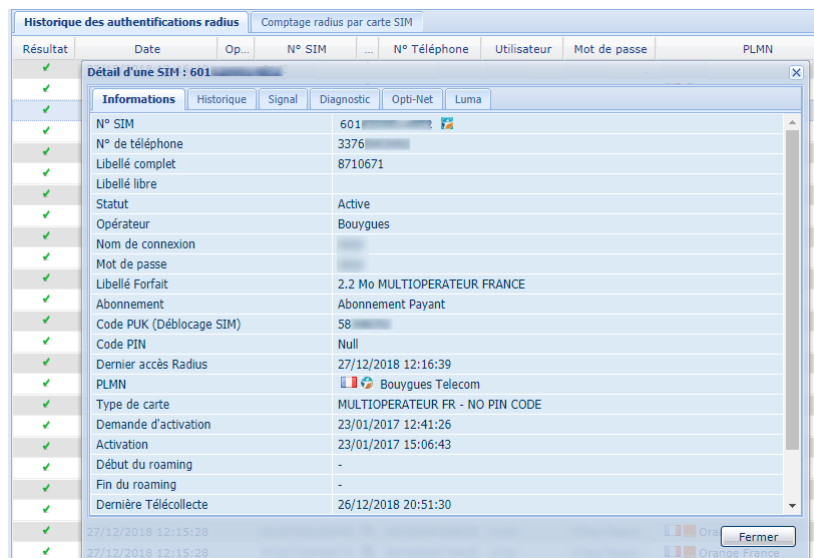 Historique des authentifications radius Comptage radius par carte SIM
Résultat Date Op... N° SIM ... N° Téléphone Utilisateur Mot de passe PLMN
Détail d'une SIM : 601
Informations Historique Signal Diagnostic Opti-Net Luma
N° SIM 601
N° de téléphone 3376
Libellé complet 8710671
Libellé libre
Statut Active
Opérateur Bouygues
Nom de connexion
Mot de passe
Libellé Forfait 2.2 Mo MULTIOPERATEUR FRANCE
Abonnement Abonnement Payant
Code PUK (Déblocage SIM) 58
Code PIN Null
Dernier accès Radius 27/12/2018 12:16:39
PLMN Bouygues Telecom
Type de carte MULTIOPERATEUR FR - NO PIN CODE
Demande d'activation 23/01/2017 12:41:26
Activation 23/01/2017 15:06:43
Début du roaming -
Fin du roaming -
Dernière Télécollecte 26/12/2018 20:51:30
27/12/2018 12:15:28 Fermer
27/12/2018 12:15:28 Orange France